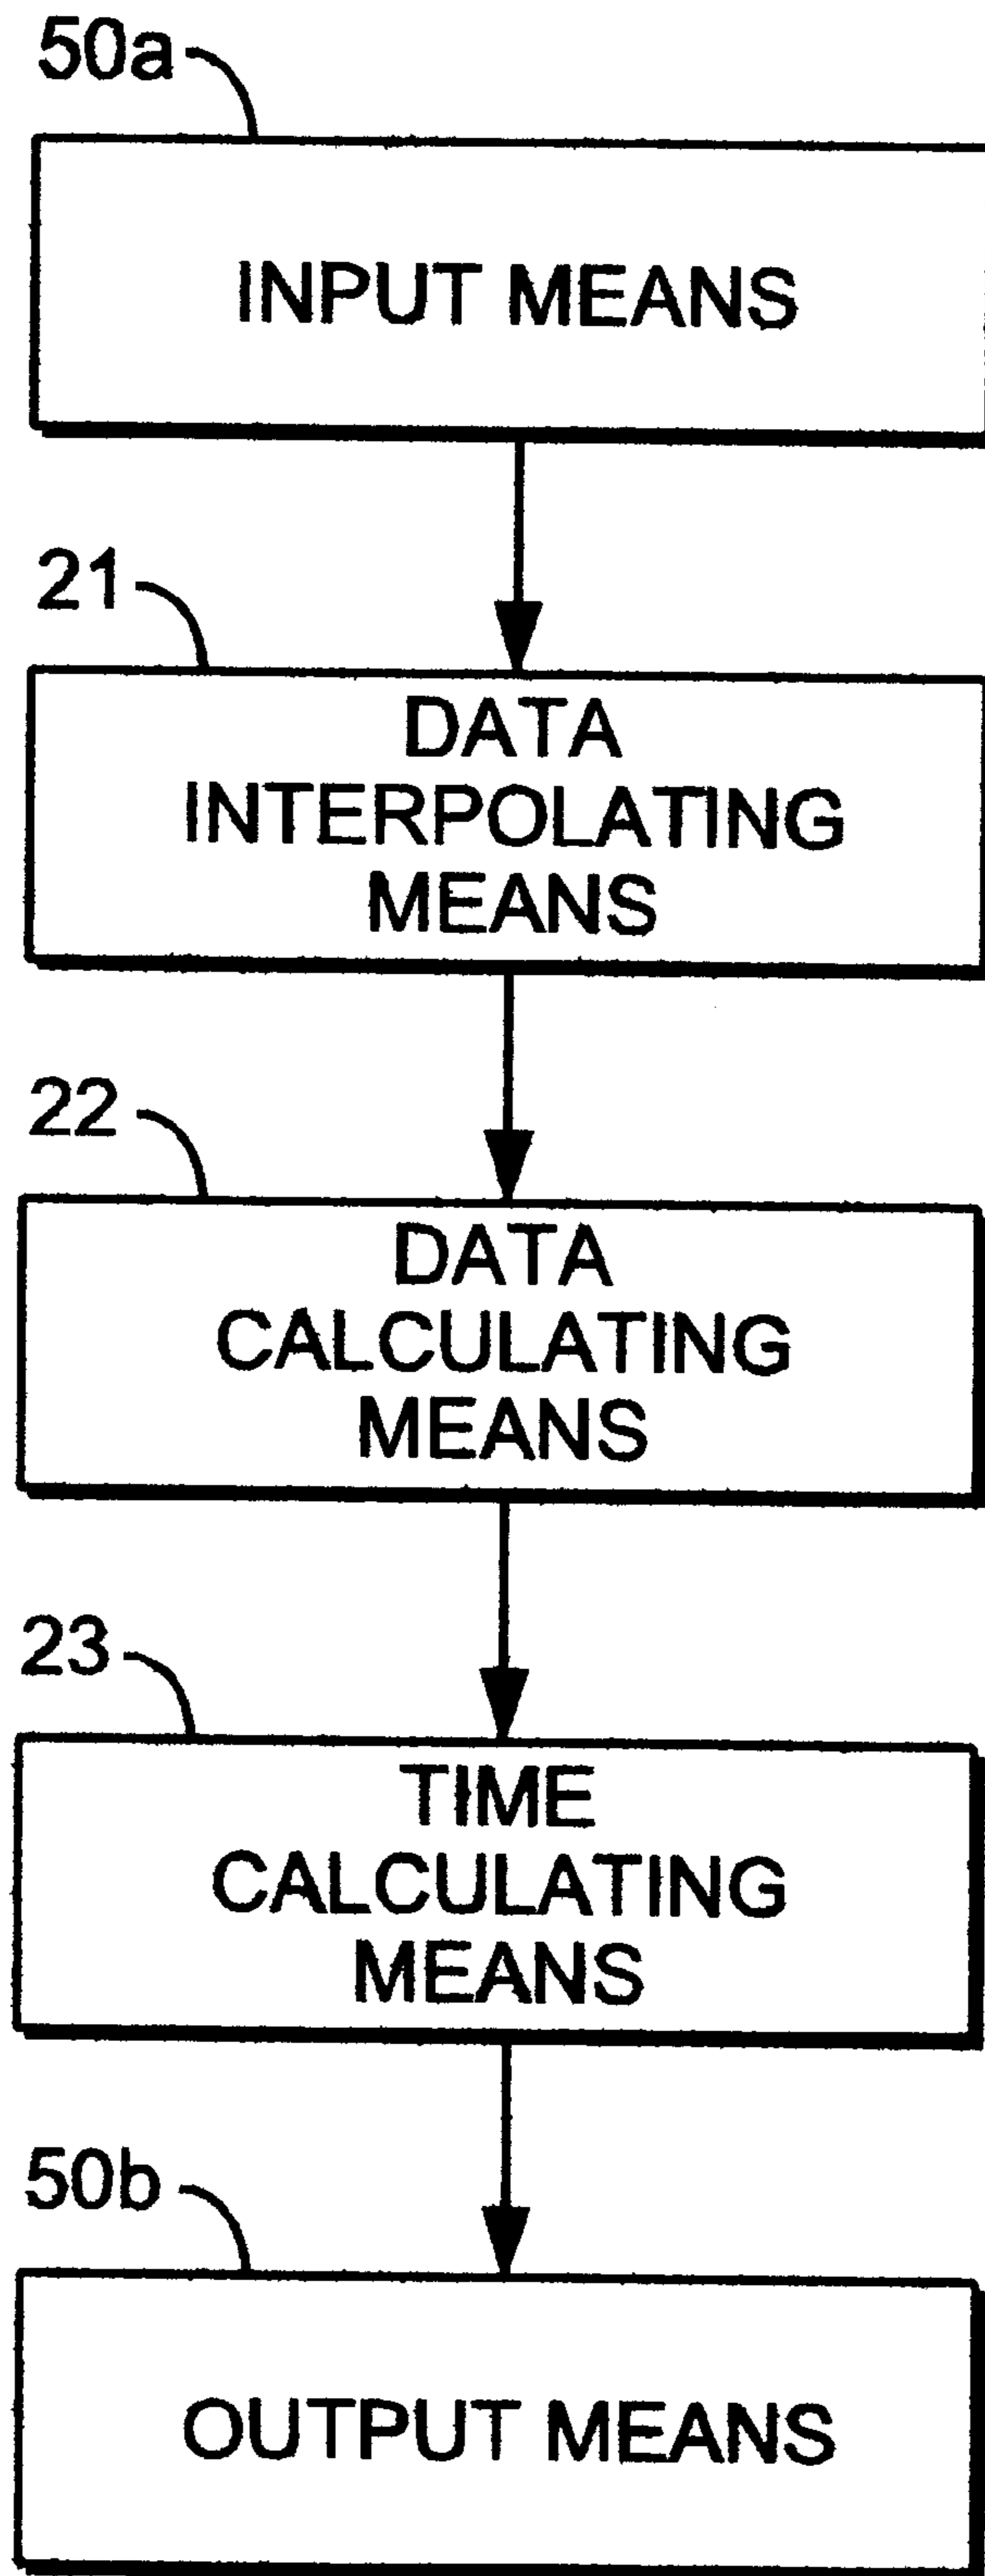 50a
INPUT MEANS
21
DATA
INTERPOLATING
MEANS
22
DATA
CALCULATING
MEANS
23
TIME
CALCULATING
MEANS
50b
OUTPUT MEANS